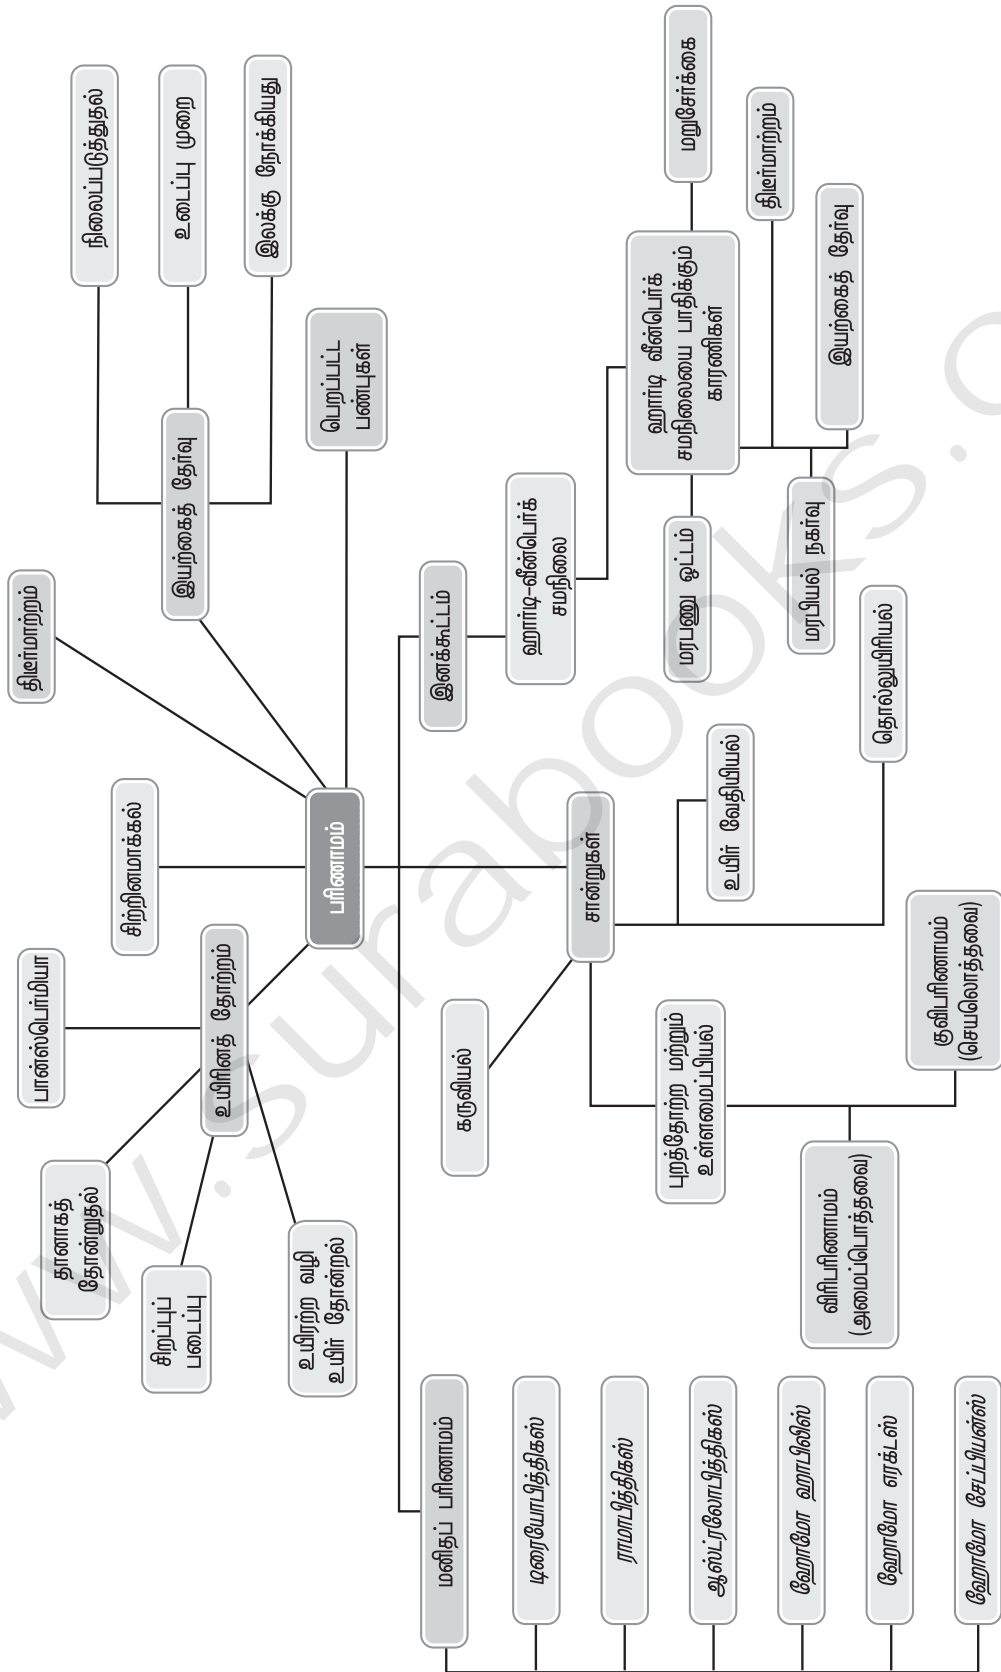 திடீர்மாற்றம்
நிலைப்படுத்துதல்
உடைப்பு முறை
இலக்கு நோக்கியது
இயற்கைத் தேர்வு
பெறப்பட்ட
பண்புகள்
சிற்றினமாக்கல்
பான்ஸ்பெர்மியா
உயிரினத் தோற்றம்
தானாகத்
தோன்றுதல்
சிறப்புப்
படைப்பு
உயிரற்ற வழி
உயிர் தோன்றல்
பரிணாமம்
மனிதப் பரிணாமம்
டிரையோபித்திகஸ்
ராமாபித்திகஸ்
ஆஸ்ட்ரலோபித்திகஸ்
ஹோமோ ஹாபிலிஸ்
ஹோமோ எரக்டஸ்
ஹோமோ சேப்பியன்ஸ்
சான்றுகள்
கருவியல்
புறத்தோற்ற மற்றும்
உள்ளமைப்பியல்
விரிபரிணாமம்
(அமைப்பொத்தவை)
குவிபரிணாமம்
(செயலொத்தவை)
உயிர் வேதியியல்
தொல்லுயிரியல்
இனக்கூட்டம்
ஹார்டி-வீன்பெர்க்
சமநிலை
ஹார்டி வீன்பெர்க்
சமநிலையை பாதிக்கும்
காரணிகள்
மரபணு ஓட்டம்
மறுசேர்க்கை
திடீர்மாற்றம்
மரபியல் நகர்வு
இயற்கைத் தேர்வு
www.surabooks.c